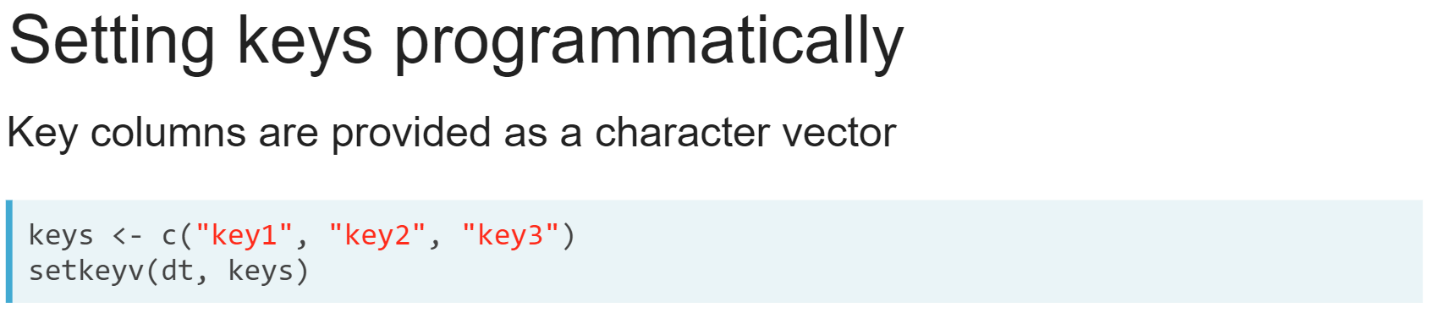 Setting keys programmatically
Key columns are provided as a character vector
keys <- c("key1", "key2", "key3")
setkeyv(dt, keys)